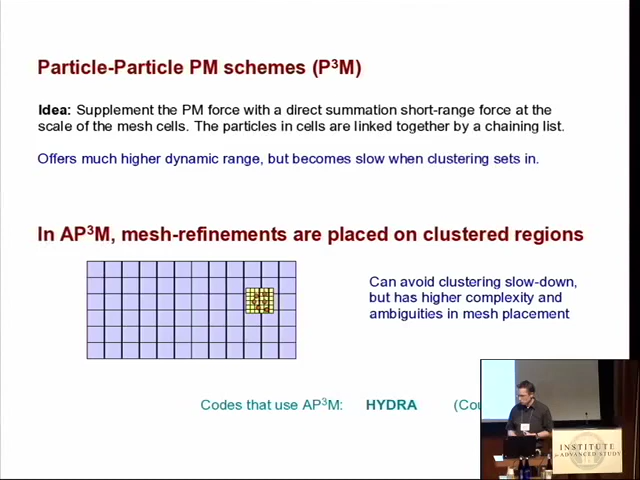 Particle-Particle PM schemes (P³M)
Idea: Supplement the PM force with a direct summation short-range force at the
scale of the mesh cells. The particles in cells are linked together by a chaining list.
Offers much higher dynamic range, but becomes slow when clustering sets in.
In AP³M, mesh-refinements are placed on clustered regions
Can avoid clustering slow-down,
but has higher complexity and
ambiguities in mesh placement
Codes that use AP³M: HYDRA
INSTITUTE
for ADVANCED STUDY